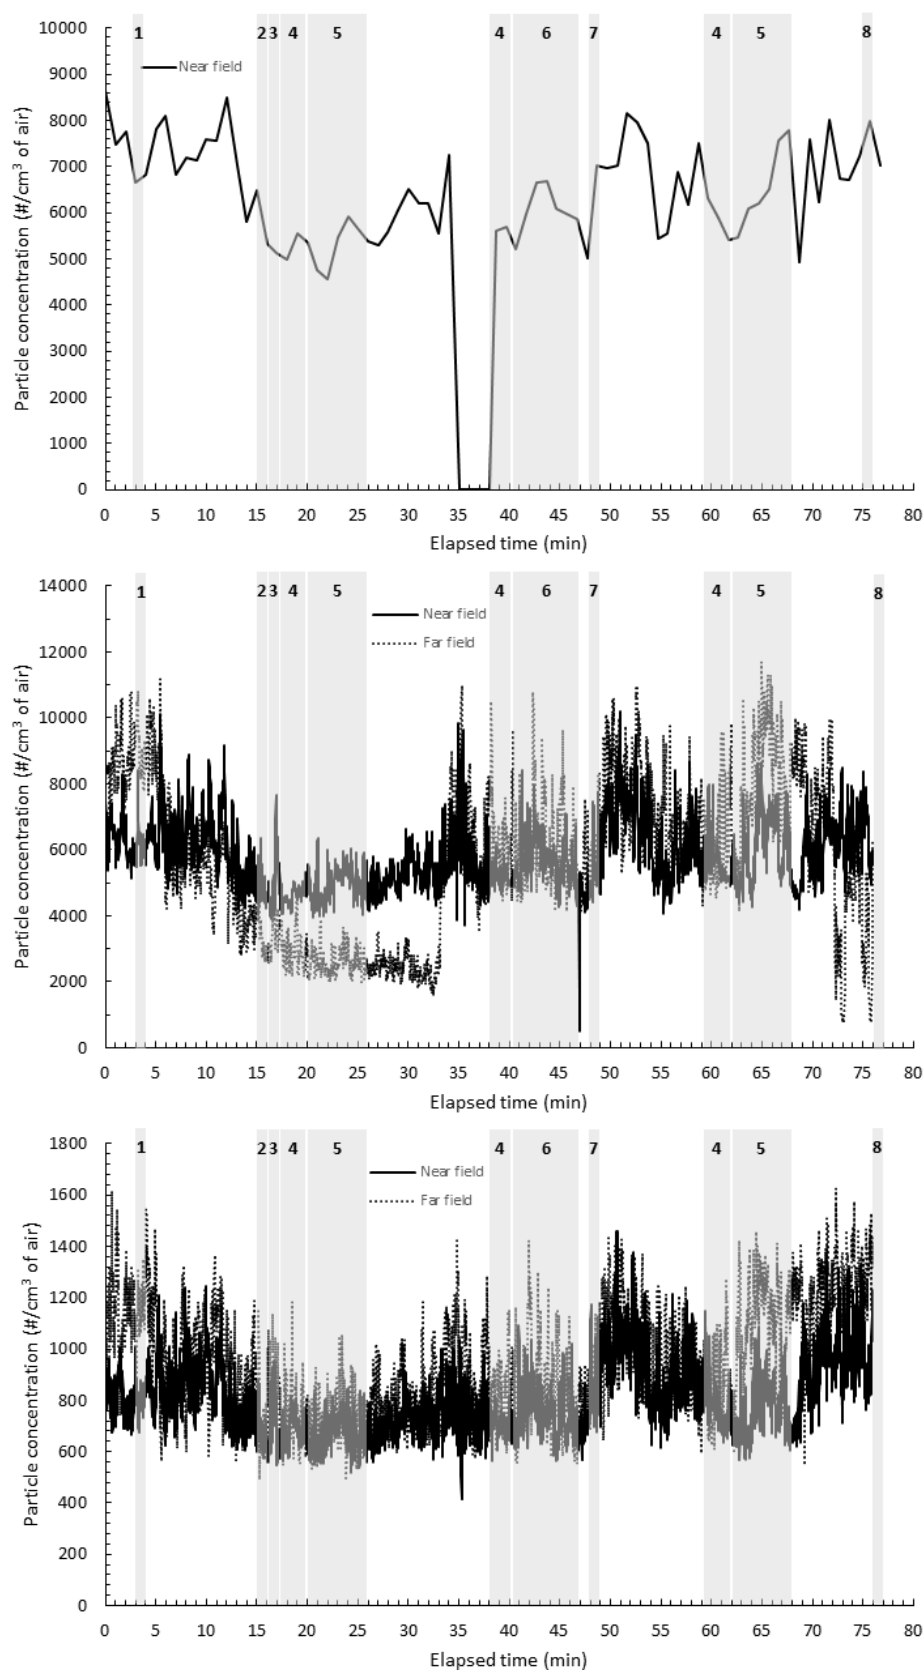 10000
9000
8000
7000
6000
5000
4000
3000
2000
1000
0
Particle concentration (#/cm³ of air)
1 2 3 4 5 4 6 7 4 5 8
Near field
0 5 10 15 20 25 30 35 40 45 50 55 60 65 70 75 80
Elapsed time (min)
14000
12000
10000
8000
6000
4000
2000
0
Particle concentration (#/cm³ of air)
1 2 3 4 5 4 6 7 4 5 8
Near field
Far field
0 5 10 15 20 25 30 35 40 45 50 55 60 65 70 75 80
Elapsed time (min)
1800
1600
1400
1200
1000
800
600
400
200
0
Particle concentration (#/cm³ of air)
1 2 3 4 5 4 6 7 4 5 8
Near field
Far field
0 5 10 15 20 25 30 35 40 45 50 55 60 65 70 75 80
Elapsed time (min)